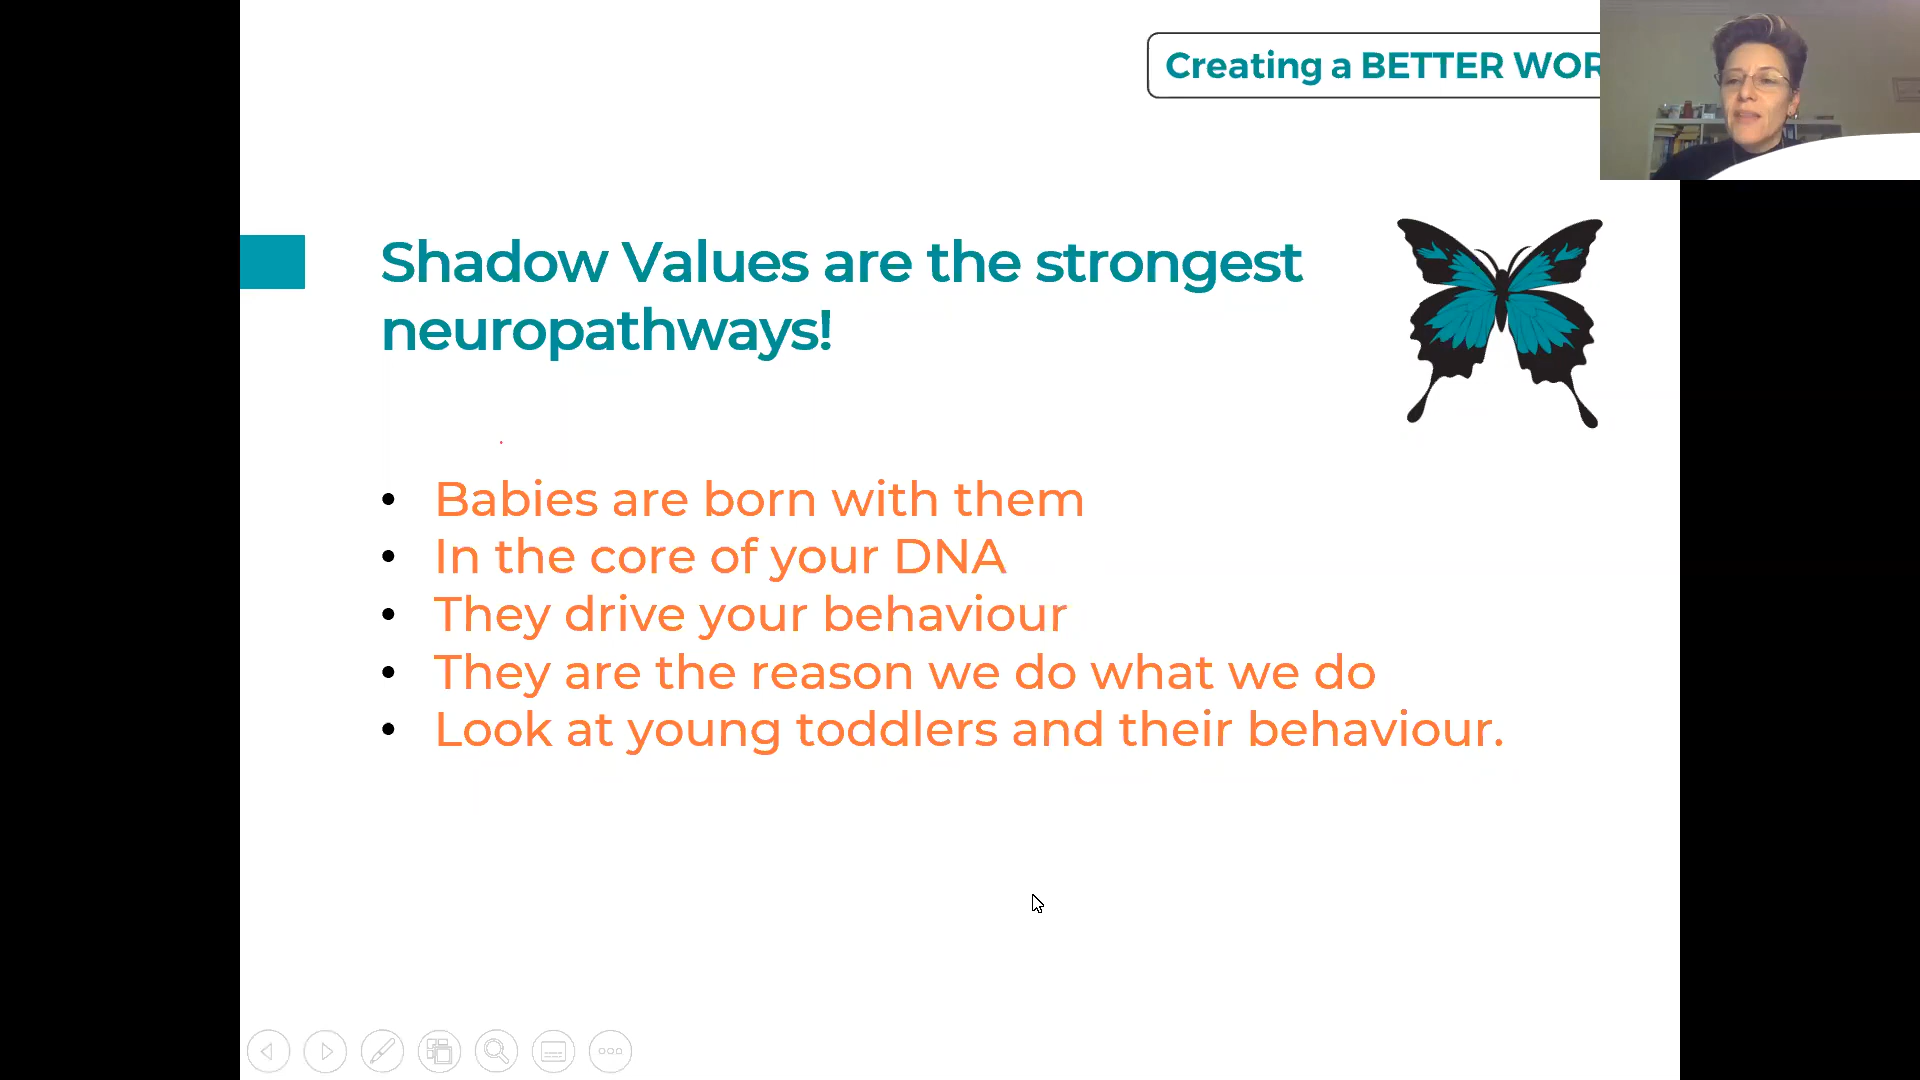 Creating a BETTER WOR
Shadow Values are the strongest
neuropathways!
• Babies are born with them
• In the core of your DNA
• They drive your behaviour
• They are the reason we do what we do
• Look at young toddlers and their behaviour.